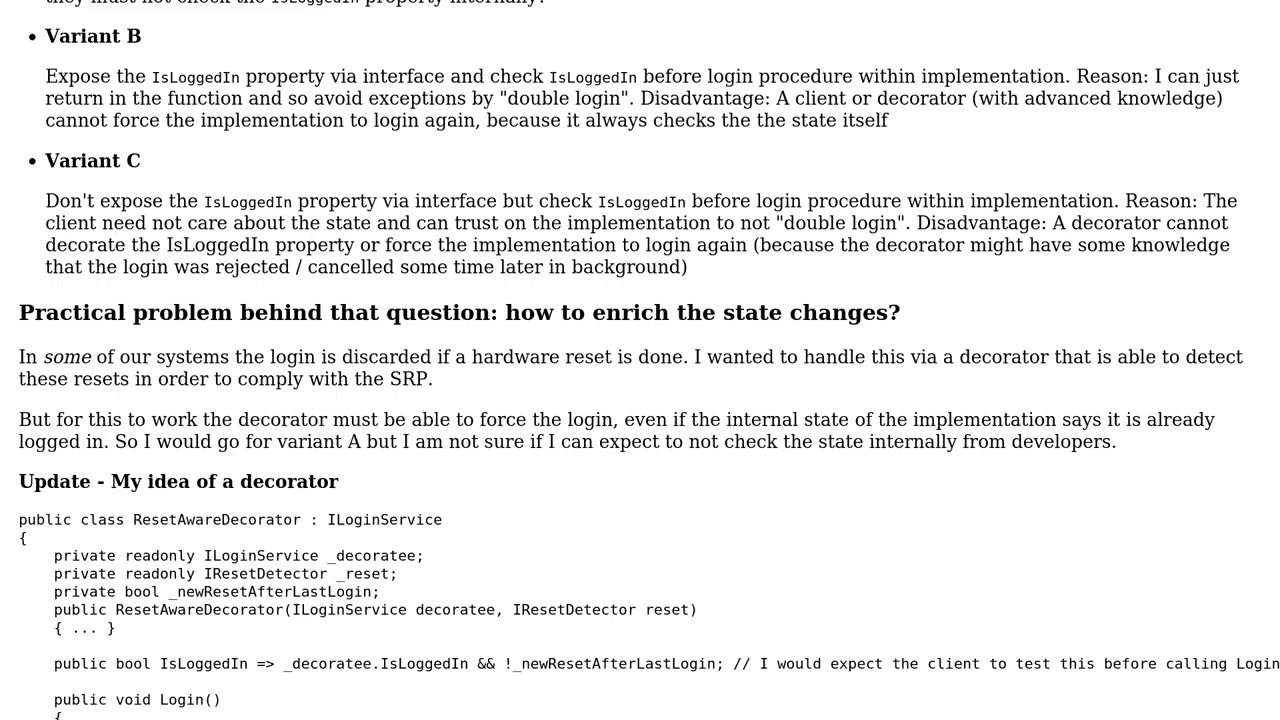 they must not check the IsLoggedIn property internally?
• Variant B
Expose the IsLoggedIn property via interface and check IsLoggedIn before login procedure within implementation. Reason: I can just
return in the function and so avoid exceptions by "double login". Disadvantage: A client or decorator (with advanced knowledge)
cannot force the implementation to login again, because it always checks the the state itself
• Variant C
Don't expose the IsLoggedIn property via interface but check IsLoggedIn before login procedure within implementation. Reason: The
client need not care about the state and can trust on the implementation to not "double login". Disadvantage: A decorator cannot
decorate the IsLoggedIn property or force the implementation to login again (because the decorator might have some knowledge
that the login was rejected / cancelled some time later in background)
Practical problem behind that question: how to enrich the state changes?
In some of our systems the login is discarded if a hardware reset is done. I wanted to handle this via a decorator that is able to detect
these resets in order to comply with the SRP.
But for this to work the decorator must be able to force the login, even if the internal state of the implementation says it is already
logged in. So I would go for variant A but I am not sure if I can expect to not check the state internally from developers.
Update - My idea of a decorator
public class ResetAwareDecorator : ILoginService
{
    private readonly ILoginService _decoratee;
    private readonly IResetDetector _reset;
    private bool _newResetAfterLastLogin;
    public ResetAwareDecorator(ILoginService decoratee, IResetDetector reset)
    { ... }
    public bool IsLoggedIn => _decoratee.IsLoggedIn && !_newResetAfterLastLogin; // I would expect the client to test this before calling Login
    public void Login()
    {